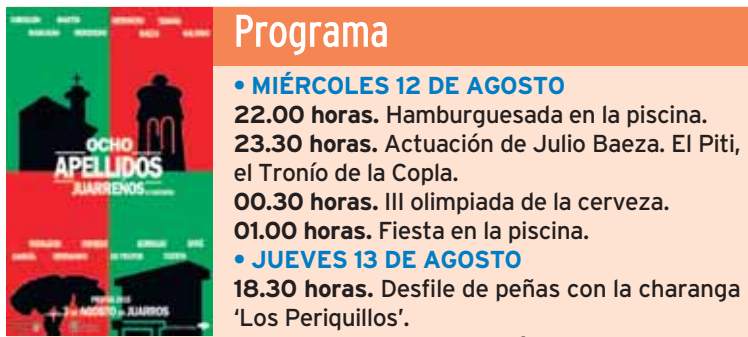 OCHO
APELLIDOS
JUARREÑOS
BAEZA
Programa
• MIÉRCOLES 12 DE AGOSTO
22.00 horas. Hamburguesada en la piscina.
23.30 horas. Actuación de Julio Baeza. El Piti,
el Tronío de la Copla.
00.30 horas. III olimpiada de la cerveza.
01.00 horas. Fiesta en la piscina.
• JUEVES 13 DE AGOSTO
18.30 horas. Desfile de peñas con la charanga
‘Los Periquillos’.